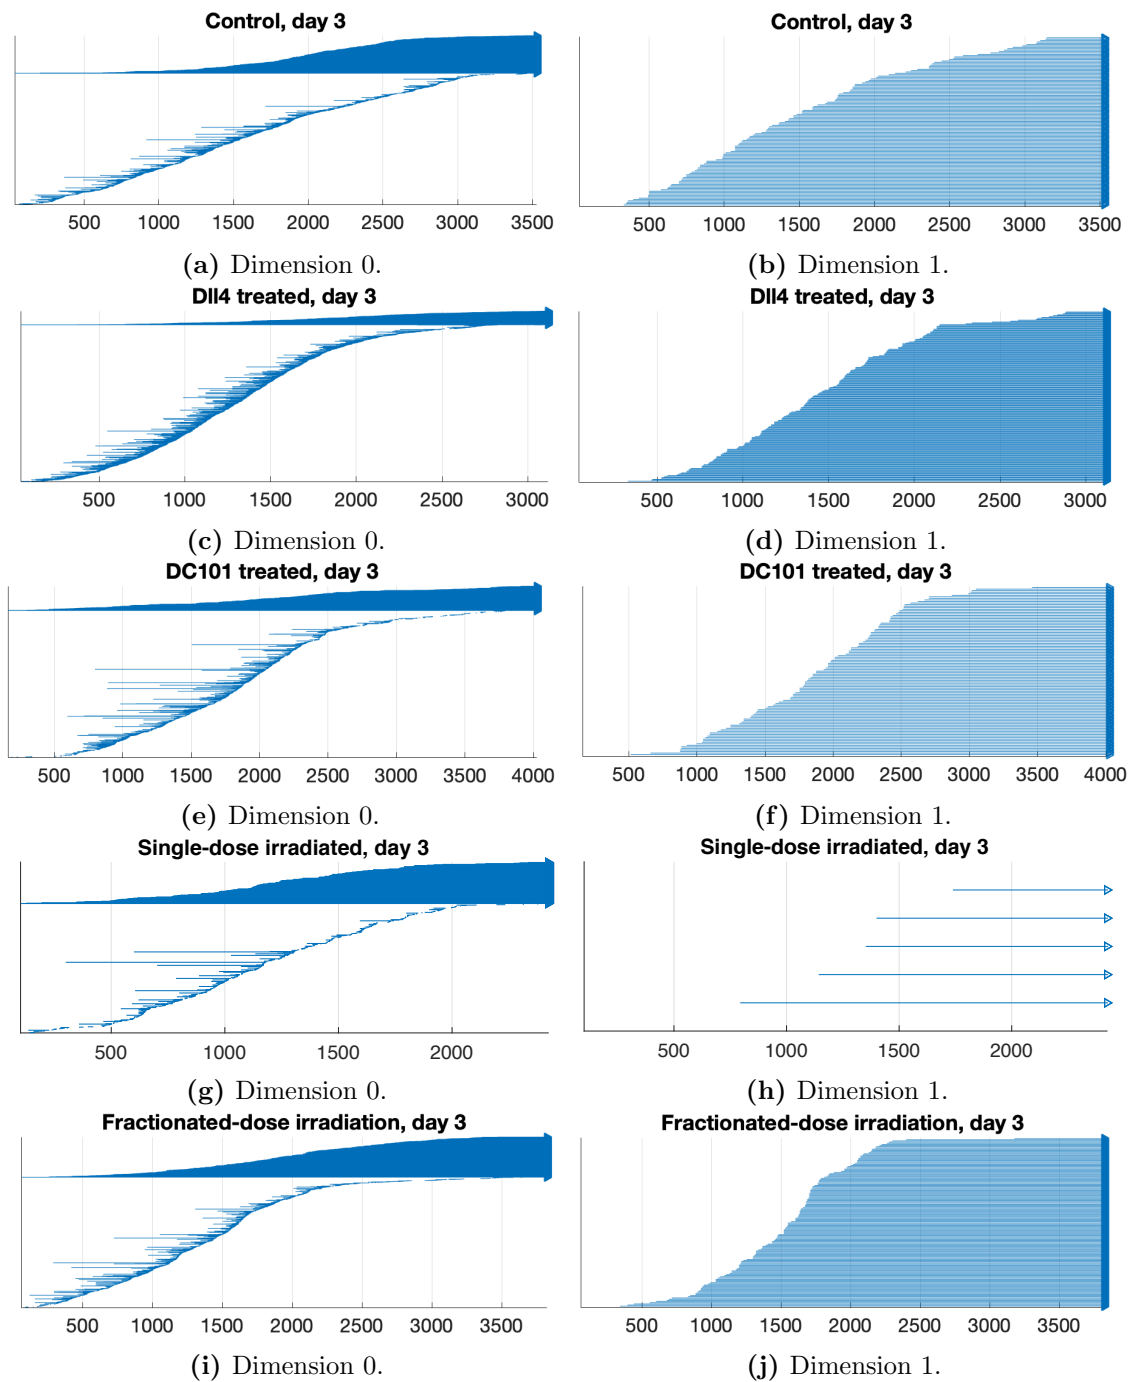 Control, day 3
Control, day 3
500 1000 1500 2000 2500 3000 3500
500 1000 1500 2000 2500 3000 3500
(a) Dimension 0.
(b) Dimension 1.
Dll4 treated, day 3
Dll4 treated, day 3
500 1000 1500 2000 2500 3000
500 1000 1500 2000 2500 3000
(c) Dimension 0.
(d) Dimension 1.
DC101 treated, day 3
DC101 treated, day 3
500 1000 1500 2000 2500 3000 3500 4000
500 1000 1500 2000 2500 3000 3500 4000
(e) Dimension 0.
(f) Dimension 1.
Single-dose irradiated, day 3
Single-dose irradiated, day 3
500 1000 1500 2000
500 1000 1500 2000
(g) Dimension 0.
(h) Dimension 1.
Fractionated-dose irradiation, day 3
Fractionated-dose irradiation, day 3
500 1000 1500 2000 2500 3000 3500
500 1000 1500 2000 2500 3000 3500
(i) Dimension 0.
(j) Dimension 1.